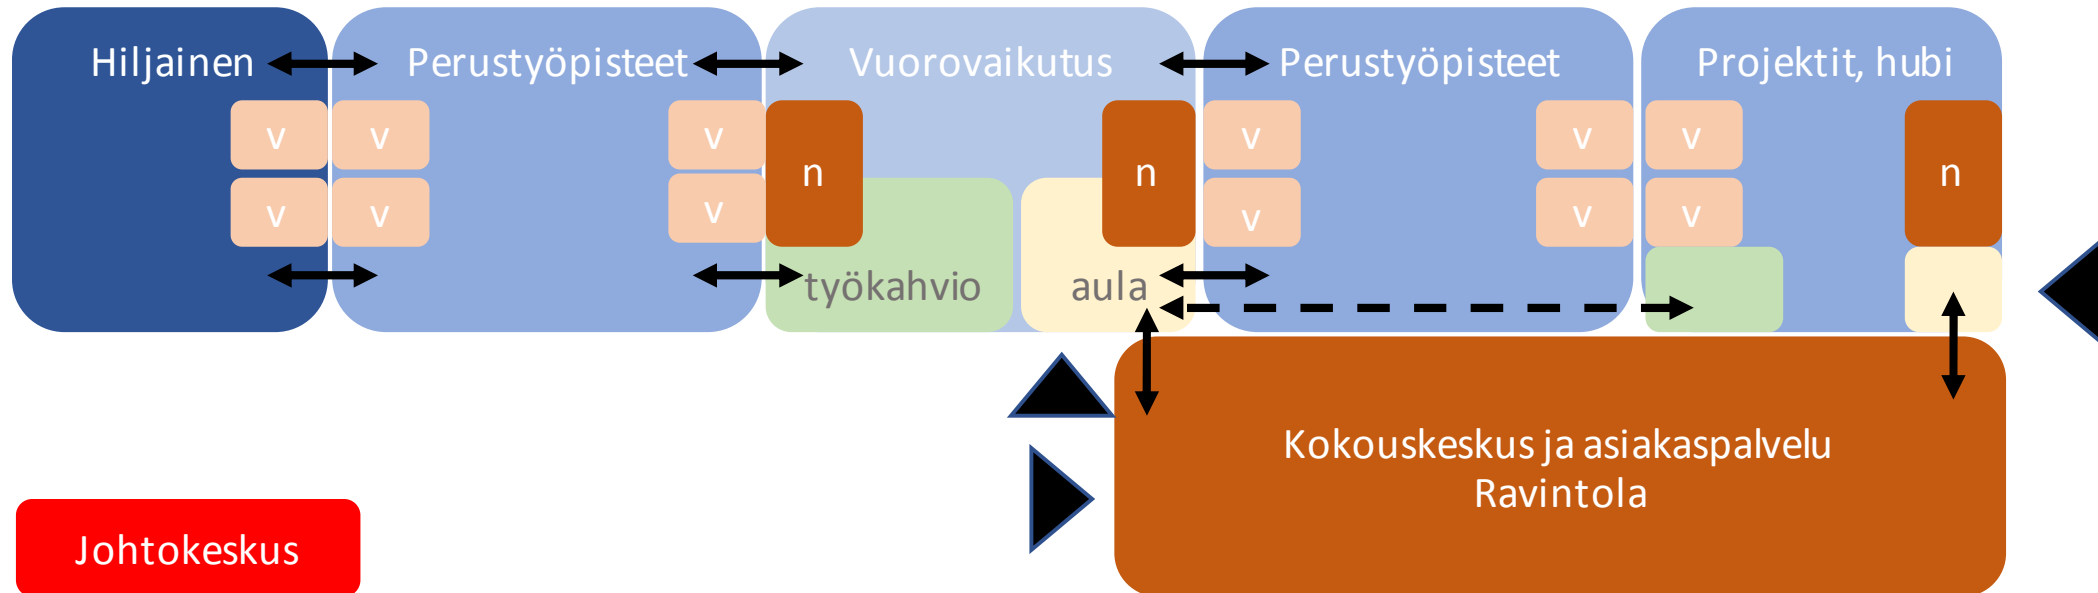 Hiljainen
Perustyöpisteet
Vuorovaikutus
Perustyöpisteet
Projektit, hubi
v v v v v v
n n n
v v v v v v
työkahvio
aula
Kokouskeskus ja asiakaspalvelu
Ravintola
Johtokeskus